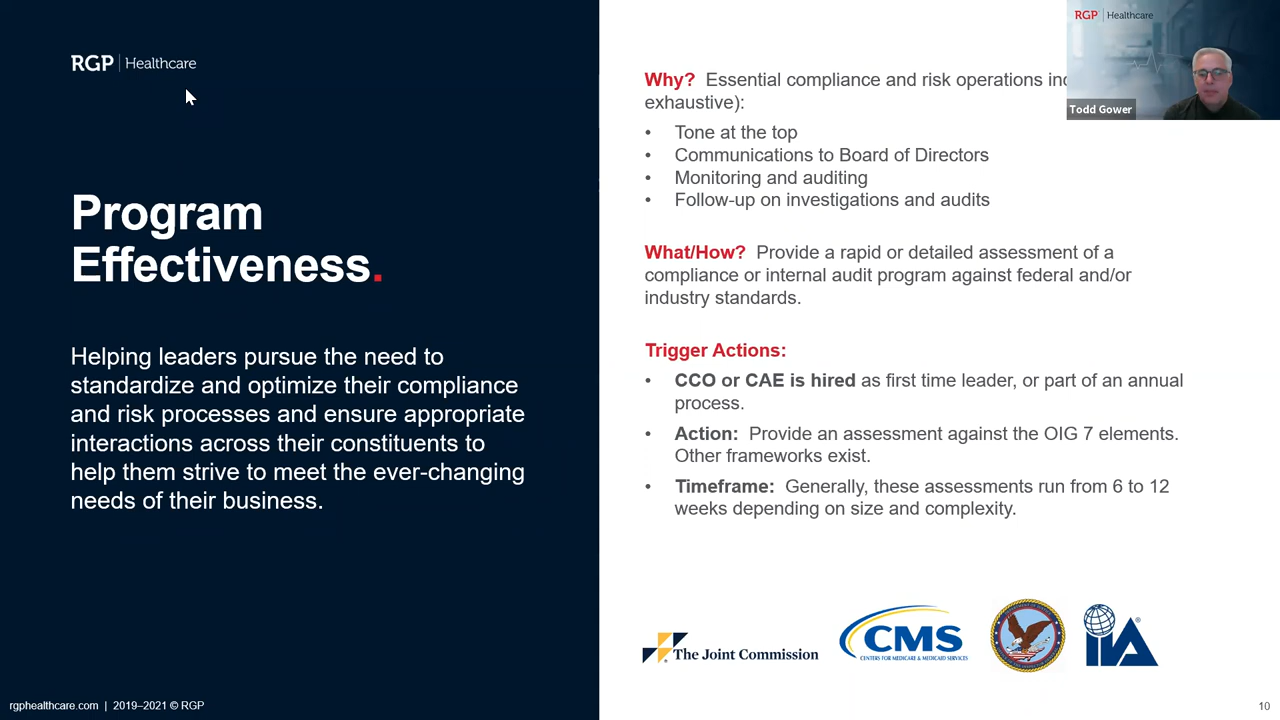 RGP | Healthcare
Program
Effectiveness.
Helping leaders pursue the need to
standardize and optimize their compliance
and risk processes and ensure appropriate
interactions across their constituents to
help them strive to meet the ever-changing
needs of their business.
rgphealthcare.com | 2019–2021 © RGP
Why? Essential compliance and risk operations
exhaustive):
• Tone at the top
• Communications to Board of Directors
• Monitoring and auditing
• Follow-up on investigations and audits
What/How? Provide a rapid or detailed assessment of a
compliance or internal audit program against federal and/or
industry standards.
Trigger Actions:
• CCO or CAE is hired as first time leader, or part of an annual
process.
• Action: Provide an assessment against the OIG 7 elements.
Other frameworks exist.
• Timeframe: Generally, these assessments run from 6 to 12
weeks depending on size and complexity.
The Joint Commission
CMS
CENTERS FOR MEDICARE & MEDICAID SERVICES
IIA
10
RGP | Healthcare
Todd Gower